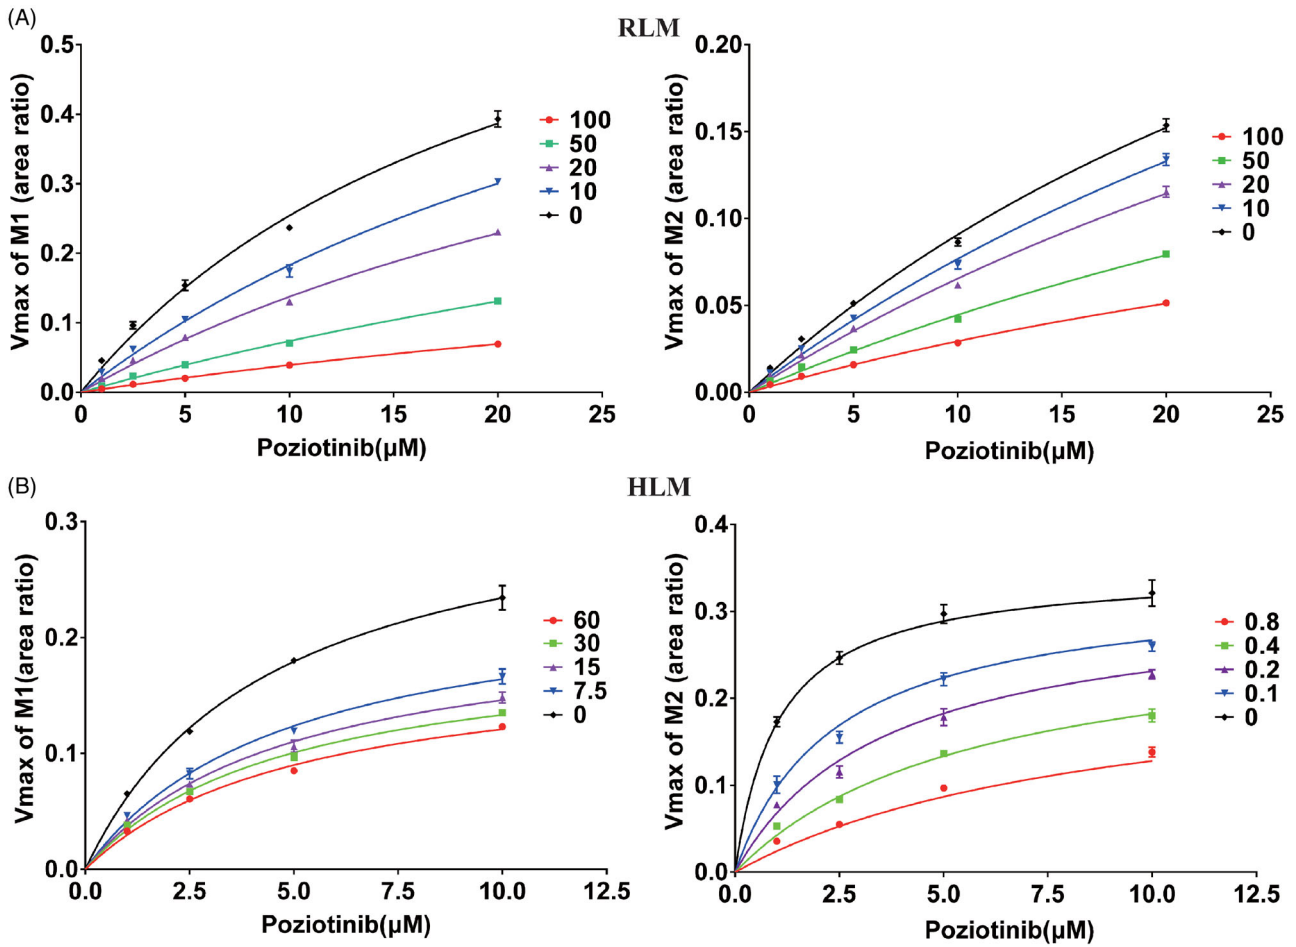 (A)
RLM
Vmax of M1 (area ratio)
0.5
0.4
0.3
0.2
0.1
0.0
0 5 10 15 20 25
Poziotinib(μM)
100
50
20
10
0
Vmax of M2 (area ratio)
0.20
0.15
0.10
0.05
0.00
0 5 10 15 20 25
Poziotinib(μM)
100
50
20
10
0
(B)
HLM
Vmax of M1(area ratio)
0.3
0.2
0.1
0.0
0.0 2.5 5.0 7.5 10.0 12.5
Poziotinib(μM)
60
30
15
7.5
0
Vmax of M2 (area ratio)
0.4
0.3
0.2
0.1
0.0
0.0 2.5 5.0 7.5 10.0 12.5
Poziotinib(μM)
0.8
0.4
0.2
0.1
0